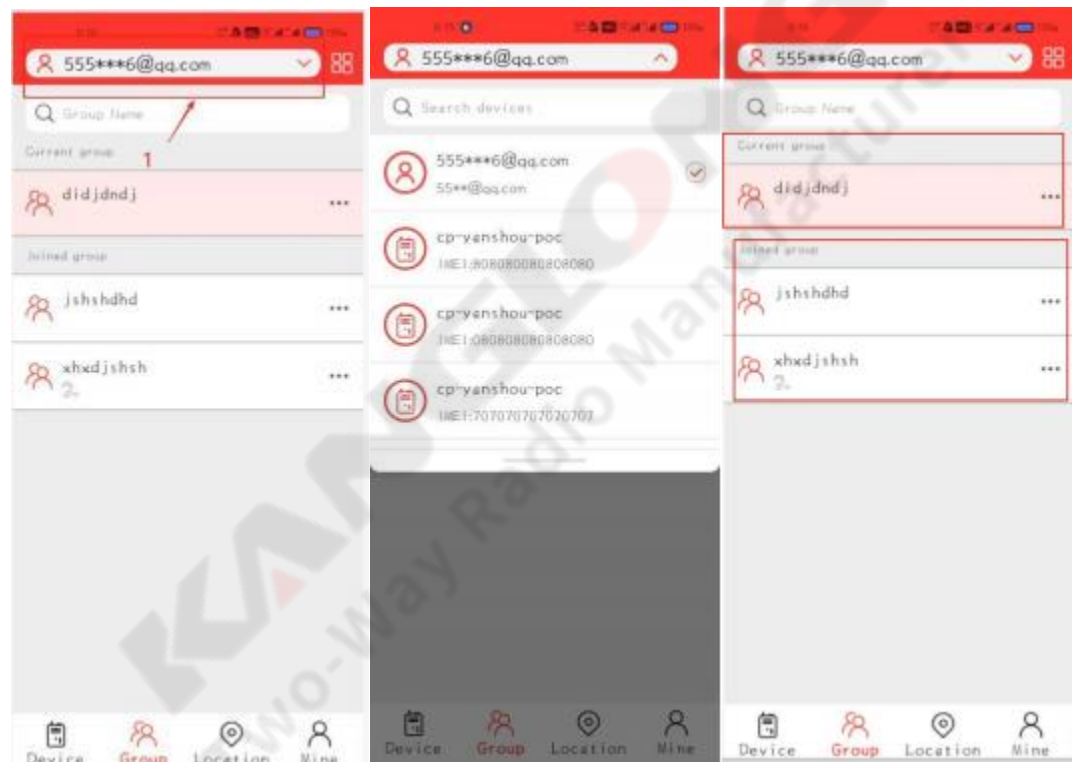 555***6@qq.com
Group Name
Current group
1
didjdndj
Joined group
jshshdhd
xhxdjshsh
2.
Device Group Location Mine
555***6@qq.com
Search devices
555***6@qq.com
55**@qq.com
cp-yanshou-poc
IMEI:808080080808080
cp-yanshou-poc
IMEI:080808080808080
cp-yanshou-poc
IMEI:707070707070707
Device Group Location Mine
555***6@qq.com
Group Name
Current group
didjdndj
Joined group
jshshdhd
xhxdjshsh
2.
Device Group Location Mine
KANGLONG
Two-Way Radio Manufacturer